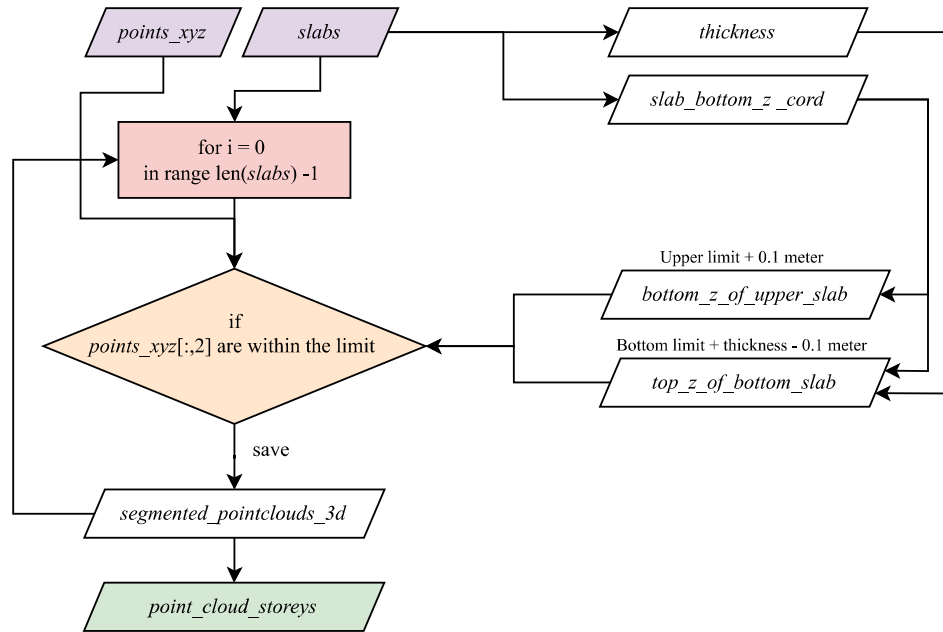 points_xyz
slabs
thickness
slab_bottom_z _cord
for i = 0
in range len(slabs) -1
Upper limit + 0.1 meter
bottom_z_of_upper_slab
if
points_xyz[:,2] are within the limit
Bottom limit + thickness - 0.1 meter
top_z_of_bottom_slab
save
segmented_pointclouds_3d
point_cloud_storeys